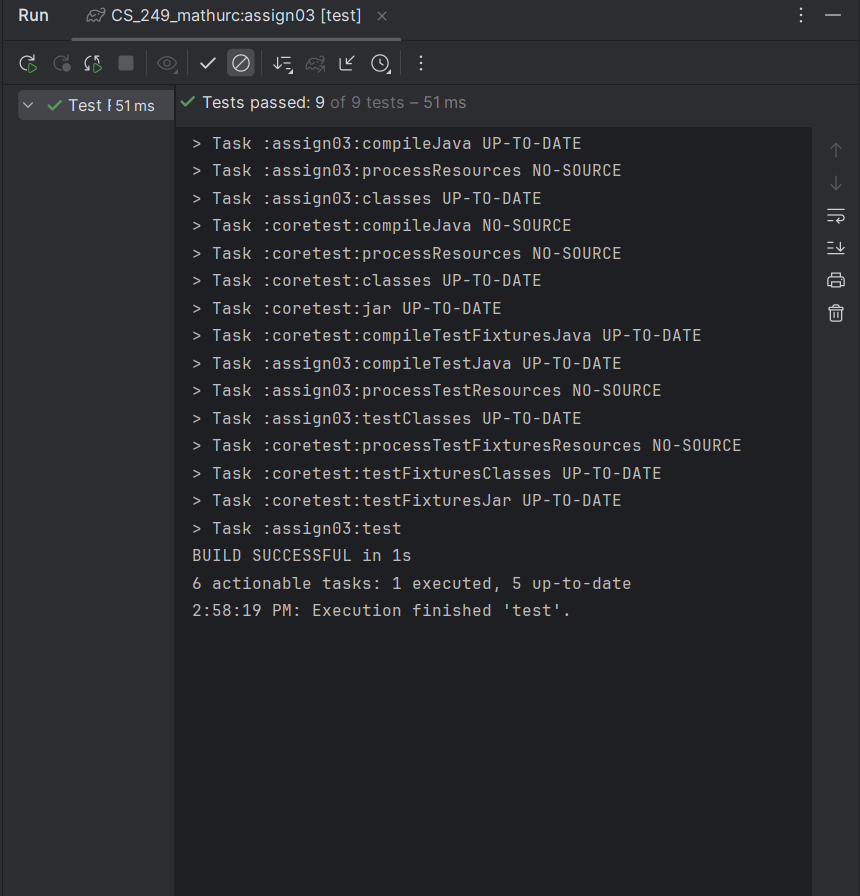 Run CS_249_mathurc:assign03 [test]
Test 51 ms
Tests passed: 9 of 9 tests – 51 ms
> Task :assign03:compileJava UP-TO-DATE
> Task :assign03:processResources NO-SOURCE
> Task :assign03:classes UP-TO-DATE
> Task :coretest:compileJava NO-SOURCE
> Task :coretest:processResources NO-SOURCE
> Task :coretest:classes UP-TO-DATE
> Task :coretest:jar UP-TO-DATE
> Task :coretest:compileTestFixturesJava UP-TO-DATE
> Task :assign03:compileTestJava UP-TO-DATE
> Task :assign03:processTestResources NO-SOURCE
> Task :assign03:testClasses UP-TO-DATE
> Task :coretest:processTestFixturesResources NO-SOURCE
> Task :coretest:testFixturesClasses UP-TO-DATE
> Task :coretest:testFixturesJar UP-TO-DATE
> Task :assign03:test
BUILD SUCCESSFUL in 1s
6 actionable tasks: 1 executed, 5 up-to-date
2:58:19 PM: Execution finished 'test'.